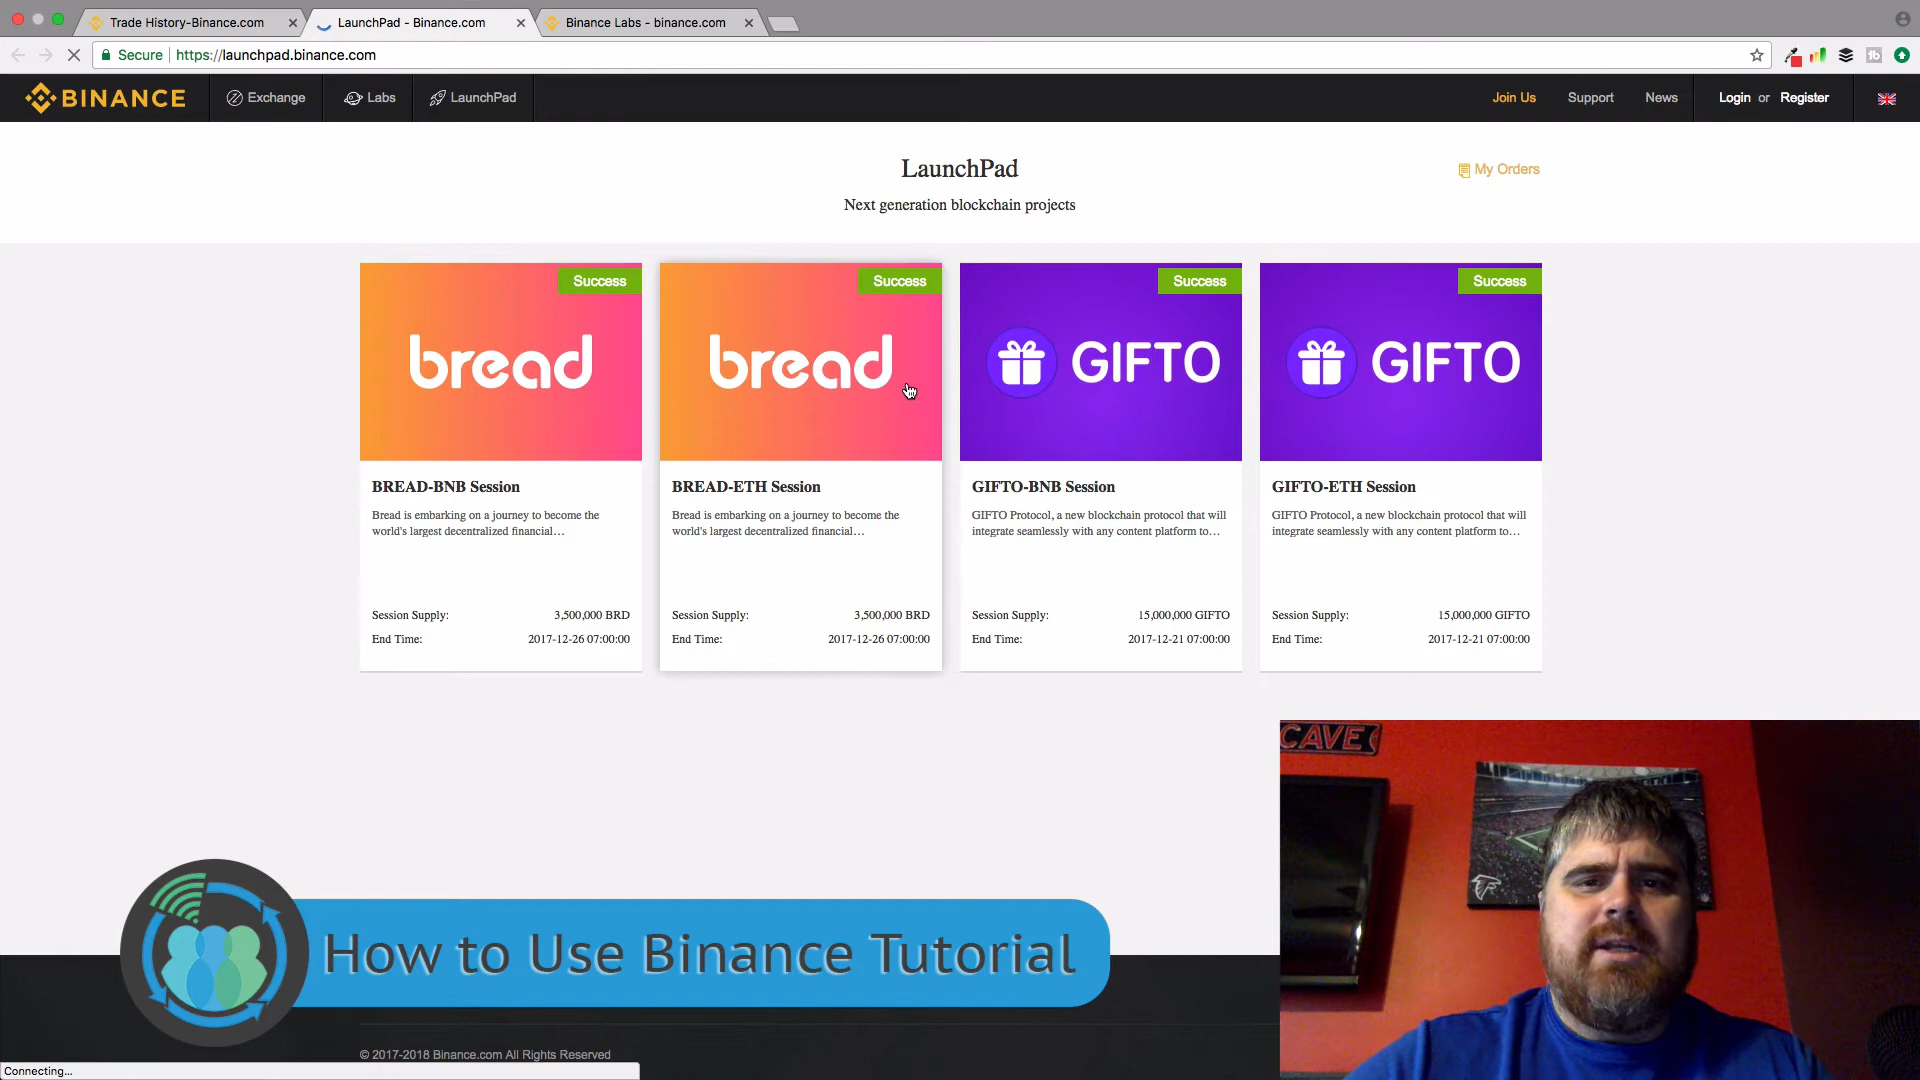 Trade History-Binance.com
LaunchPad - Binance.com
Binance Labs - binance.com
Secure
https://launchpad.binance.com
BINANCE
Exchange
Labs
LaunchPad
Join Us
Support
News
Login or Register
LaunchPad
My Orders
Next generation blockchain projects
Success
bread
BREAD-BNB Session
Bread is embarking on a journey to become the
world's largest decentralized financial…
Session Supply: 3,500,000 BRD
End Time: 2017-12-26 07:00:00
Success
bread
BREAD-ETH Session
Bread is embarking on a journey to become the
world's largest decentralized financial…
Session Supply: 3,500,000 BRD
End Time: 2017-12-26 07:00:00
Success
GIFTO
GIFTO-BNB Session
GIFTO Protocol, a new blockchain protocol that will
integrate seamlessly with any content platform to…
Session Supply: 15,000,000 GIFTO
End Time: 2017-12-21 07:00:00
Success
GIFTO
GIFTO-ETH Session
GIFTO Protocol, a new blockchain protocol that will
integrate seamlessly with any content platform to…
Session Supply: 15,000,000 GIFTO
End Time: 2017-12-21 07:00:00
CAVE
How to Use Binance Tutorial
© 2017-2018 Binance.com All Rights Reserved
Connecting...